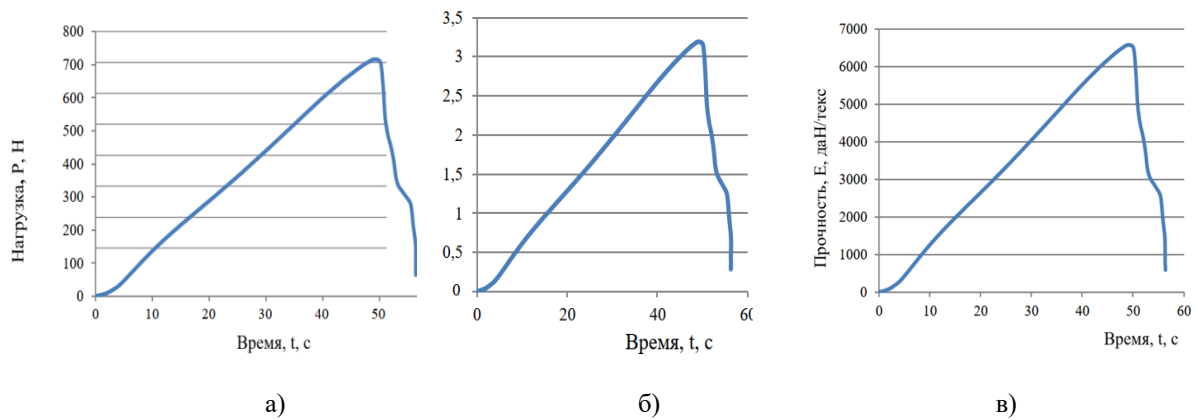 Нагрузка, P, Н
800
700
600
500
400
300
200
100
0
0 10 20 30 40 50
Время, t, с
а)
3,5
3
2,5
2
1,5
1
0,5
0
0 20 40 60
Время, t, с
б)
Прочность, E, даН/текс
7000
6000
5000
4000
3000
2000
1000
0
0 10 20 30 40 50 60
Время, t, с
в)